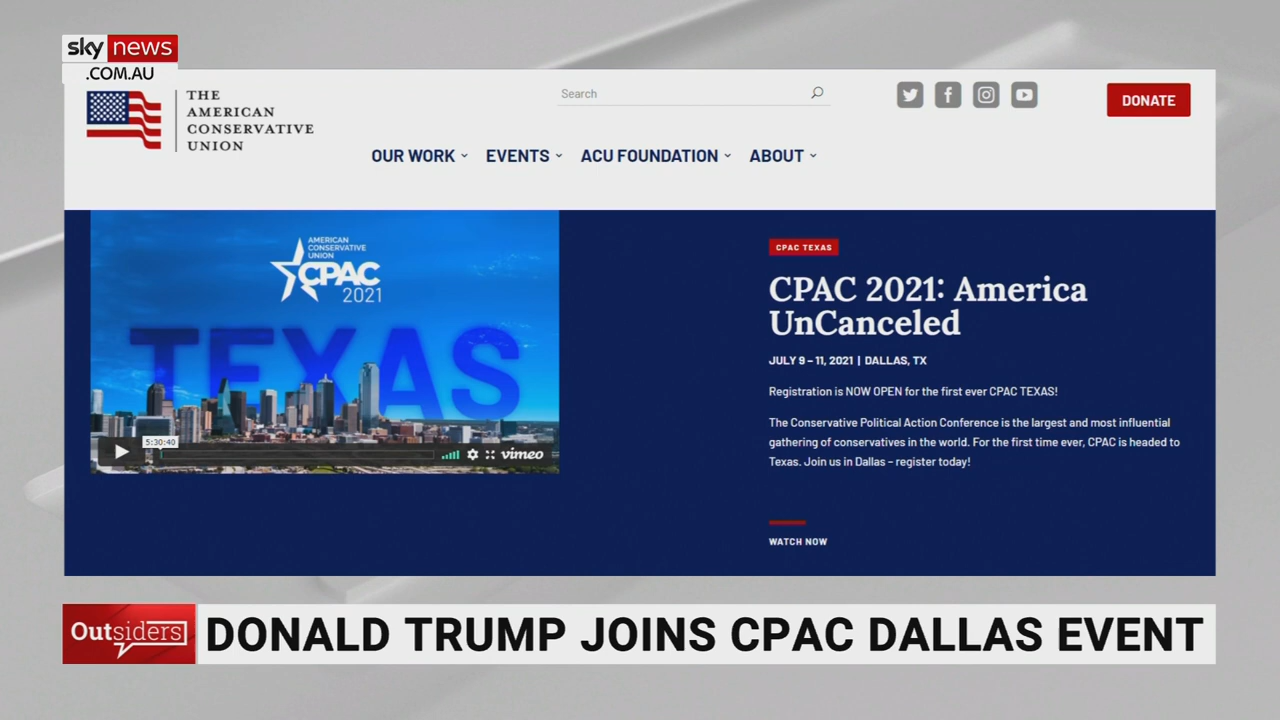 sky news
.COM.AU
THE
AMERICAN
CONSERVATIVE
UNION
Search
DONATE
OUR WORK EVENTS ACU FOUNDATION ABOUT
AMERICAN
CONSERVATIVE
UNION
CPAC
2021
TEXAS
5:30:40
vimeo
CPAC TEXAS
CPAC 2021: America
UnCanceled
JULY 9 – 11, 2021 | DALLAS, TX
Registration is NOW OPEN for the first ever CPAC TEXAS!
The Conservative Political Action Conference is the largest and most influential
gathering of conservatives in the world. For the first time ever, CPAC is headed to
Texas. Join us in Dallas – register today!
WATCH NOW
Outsiders
DONALD TRUMP JOINS CPAC DALLAS EVENT